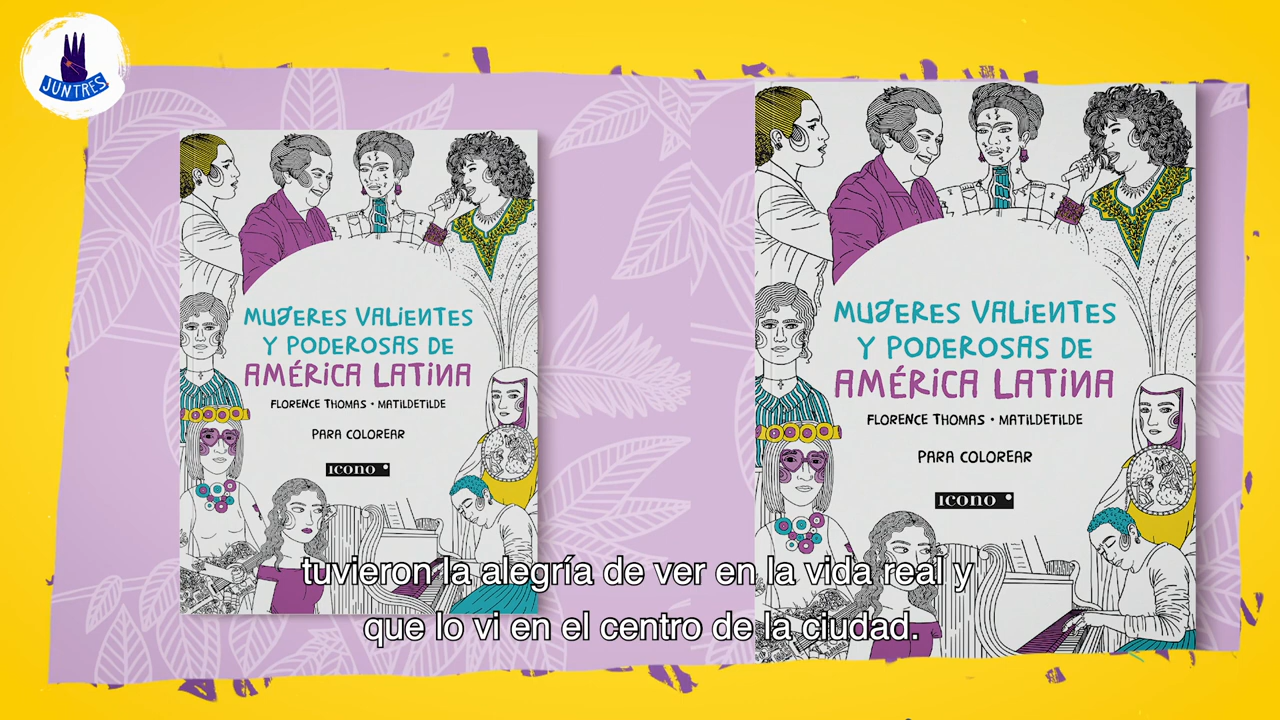 JUNTRES
MUJERES VALIENTES
Y PODEROSAS DE
AMÉRICA LATINA
FLORENCE THOMAS • MATILDETILDE
PARA COLOREAR
ICONO
MUJERES VALIENTES
Y PODEROSAS DE
AMÉRICA LATINA
FLORENCE THOMAS • MATILDETILDE
PARA COLOREAR
ICONO
tuvieron la alegría de ver en la vida real y
que lo vi en el centro de la ciudad.